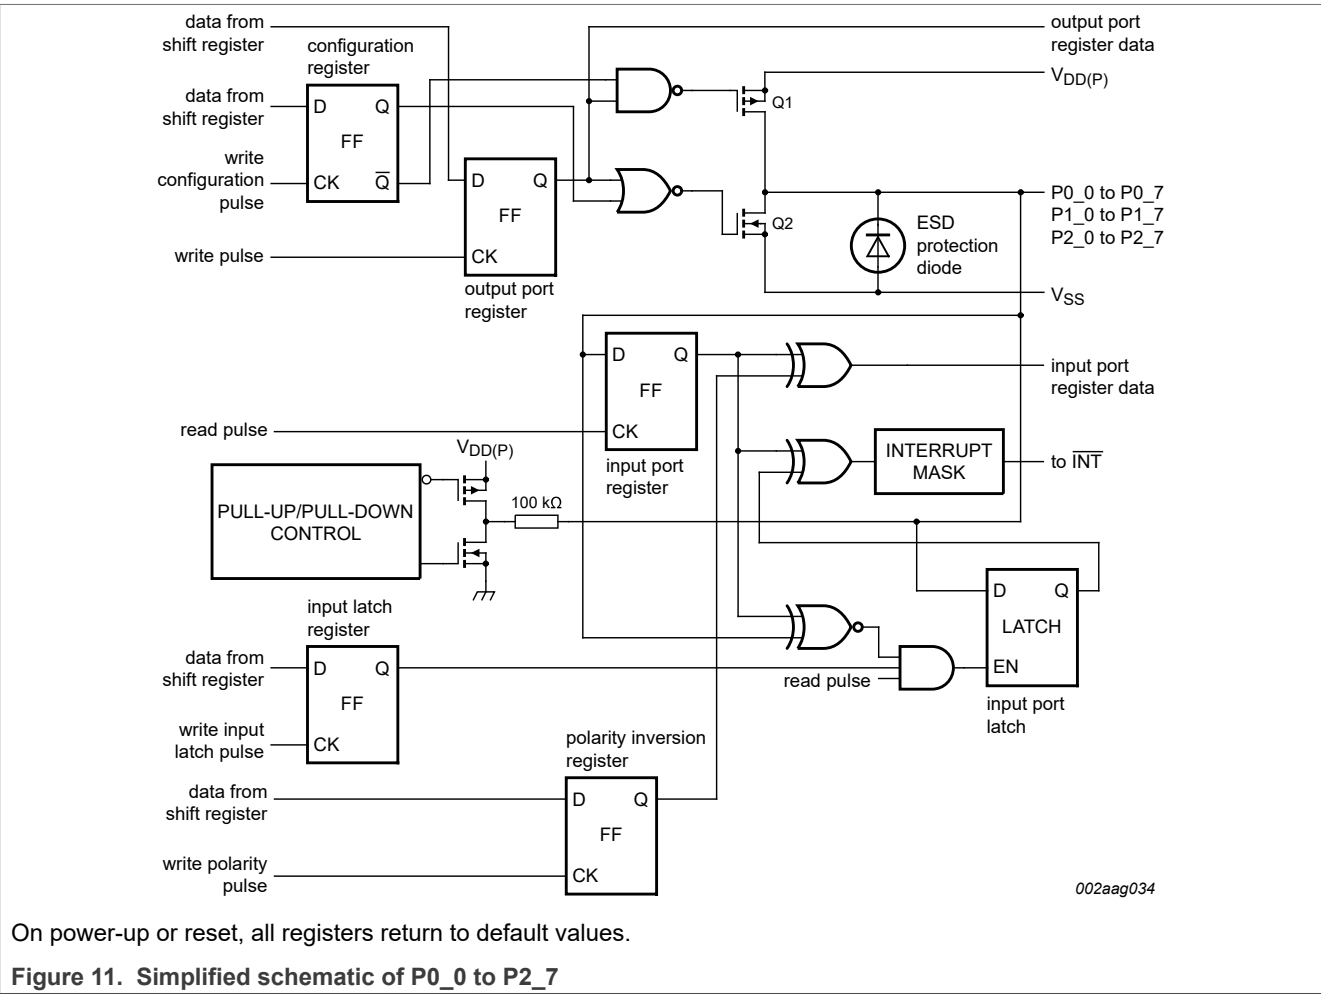 data from
shift register
configuration
register
data from
shift register
D
Q
FF
write
configuration
pulse
CK
Q̅
D
Q
FF
write pulse
CK
output port
register
output port
register data
VDD(P)
Q1
Q2
P0_0 to P0_7
P1_0 to P1_7
P2_0 to P2_7
ESD
protection
diode
VSS
D
Q
FF
read pulse
CK
input port
register
input port
register data
INTERRUPT
MASK
to I̅N̅T̅
VDD(P)
PULL-UP/PULL-DOWN
CONTROL
100 kΩ
D
Q
LATCH
EN
input port
latch
input latch
register
data from
shift register
D
Q
FF
write input
latch pulse
CK
read pulse
polarity inversion
register
data from
shift register
D
Q
FF
write polarity
pulse
CK
002aag034
On power-up or reset, all registers return to default values.
Figure 11. Simplified schematic of P0_0 to P2_7